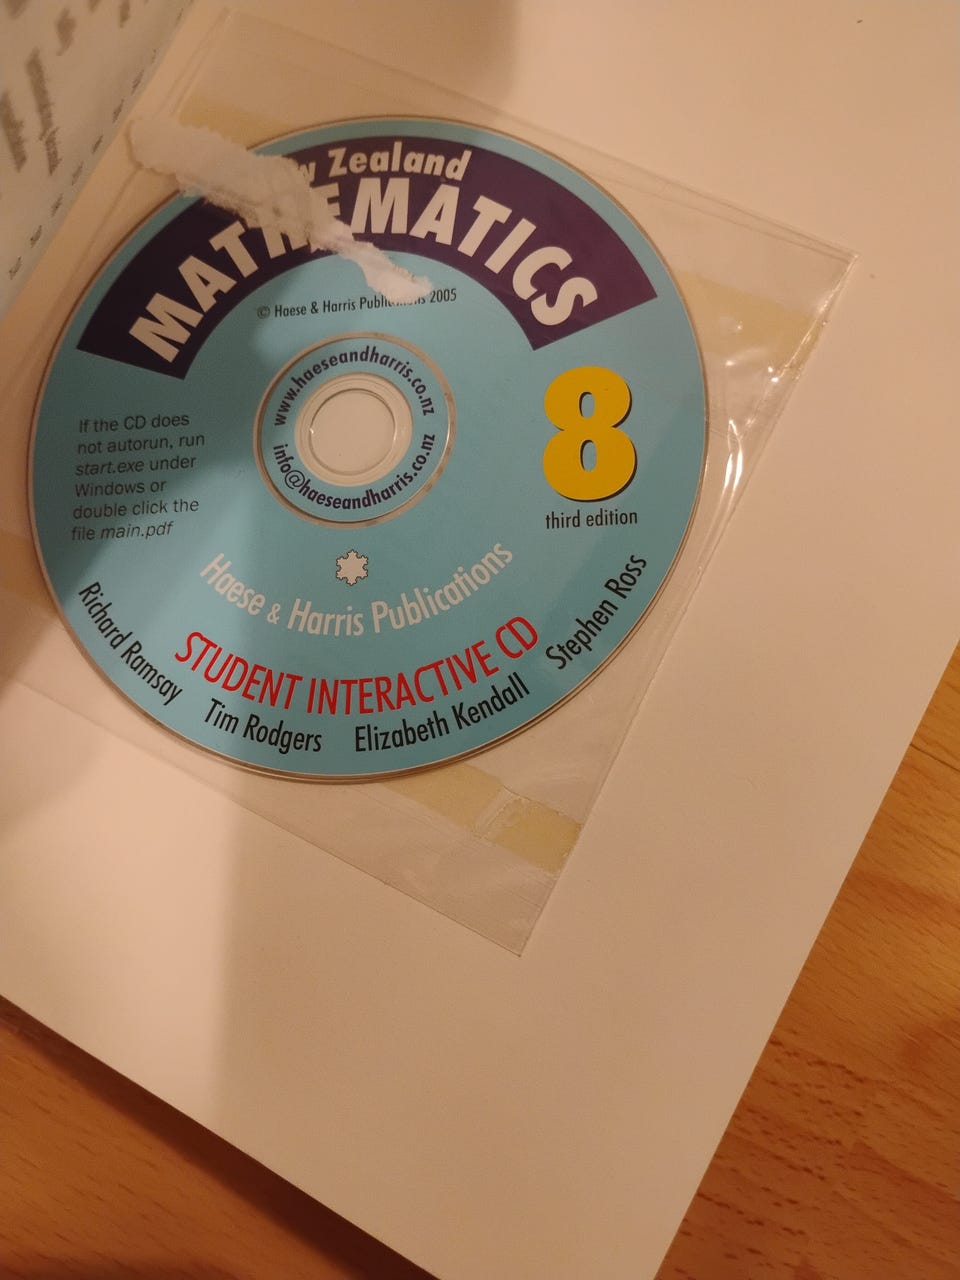 Zealand
MATHEMATICS
© Haese & Harris Publications 2005
www.haeseandharris.co.nz
info@haeseandharris.co.nz
8
third edition
If the CD does
not autorun, run
start.exe under
Windows or
double click the
file main.pdf
Haese & Harris Publications
STUDENT INTERACTIVE CD
Richard Ramsay
Tim Rodgers
Elizabeth Kendall
Stephen Ross